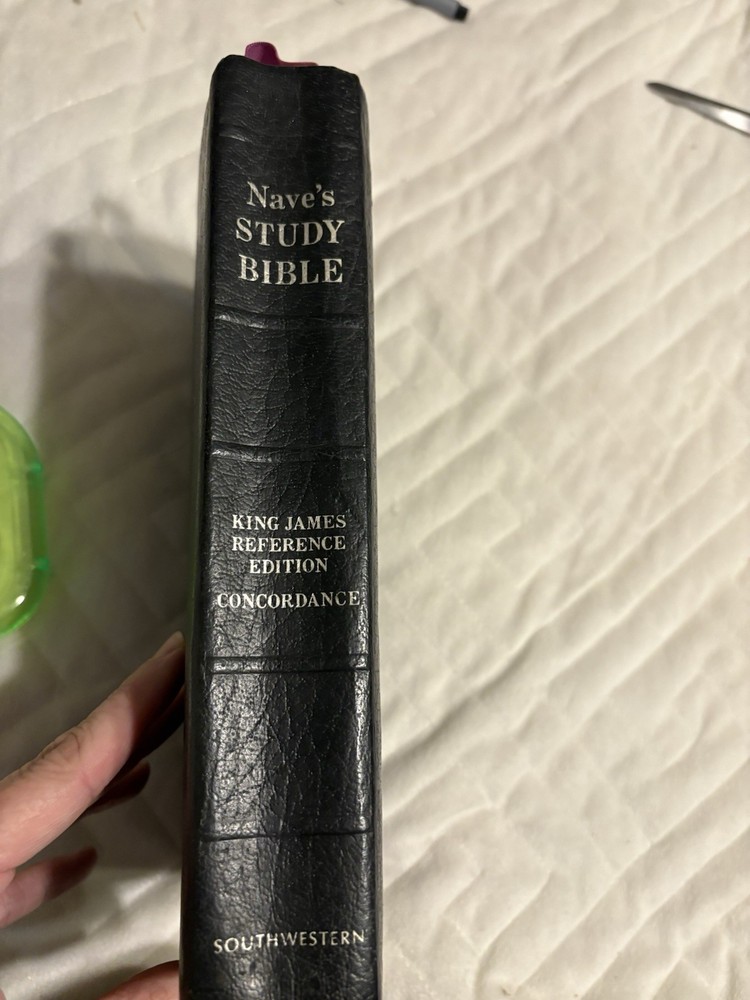 Nave's
STUDY
BIBLE
KING JAMES
REFERENCE
EDITION
CONCORDANCE
SOUTHWESTERN